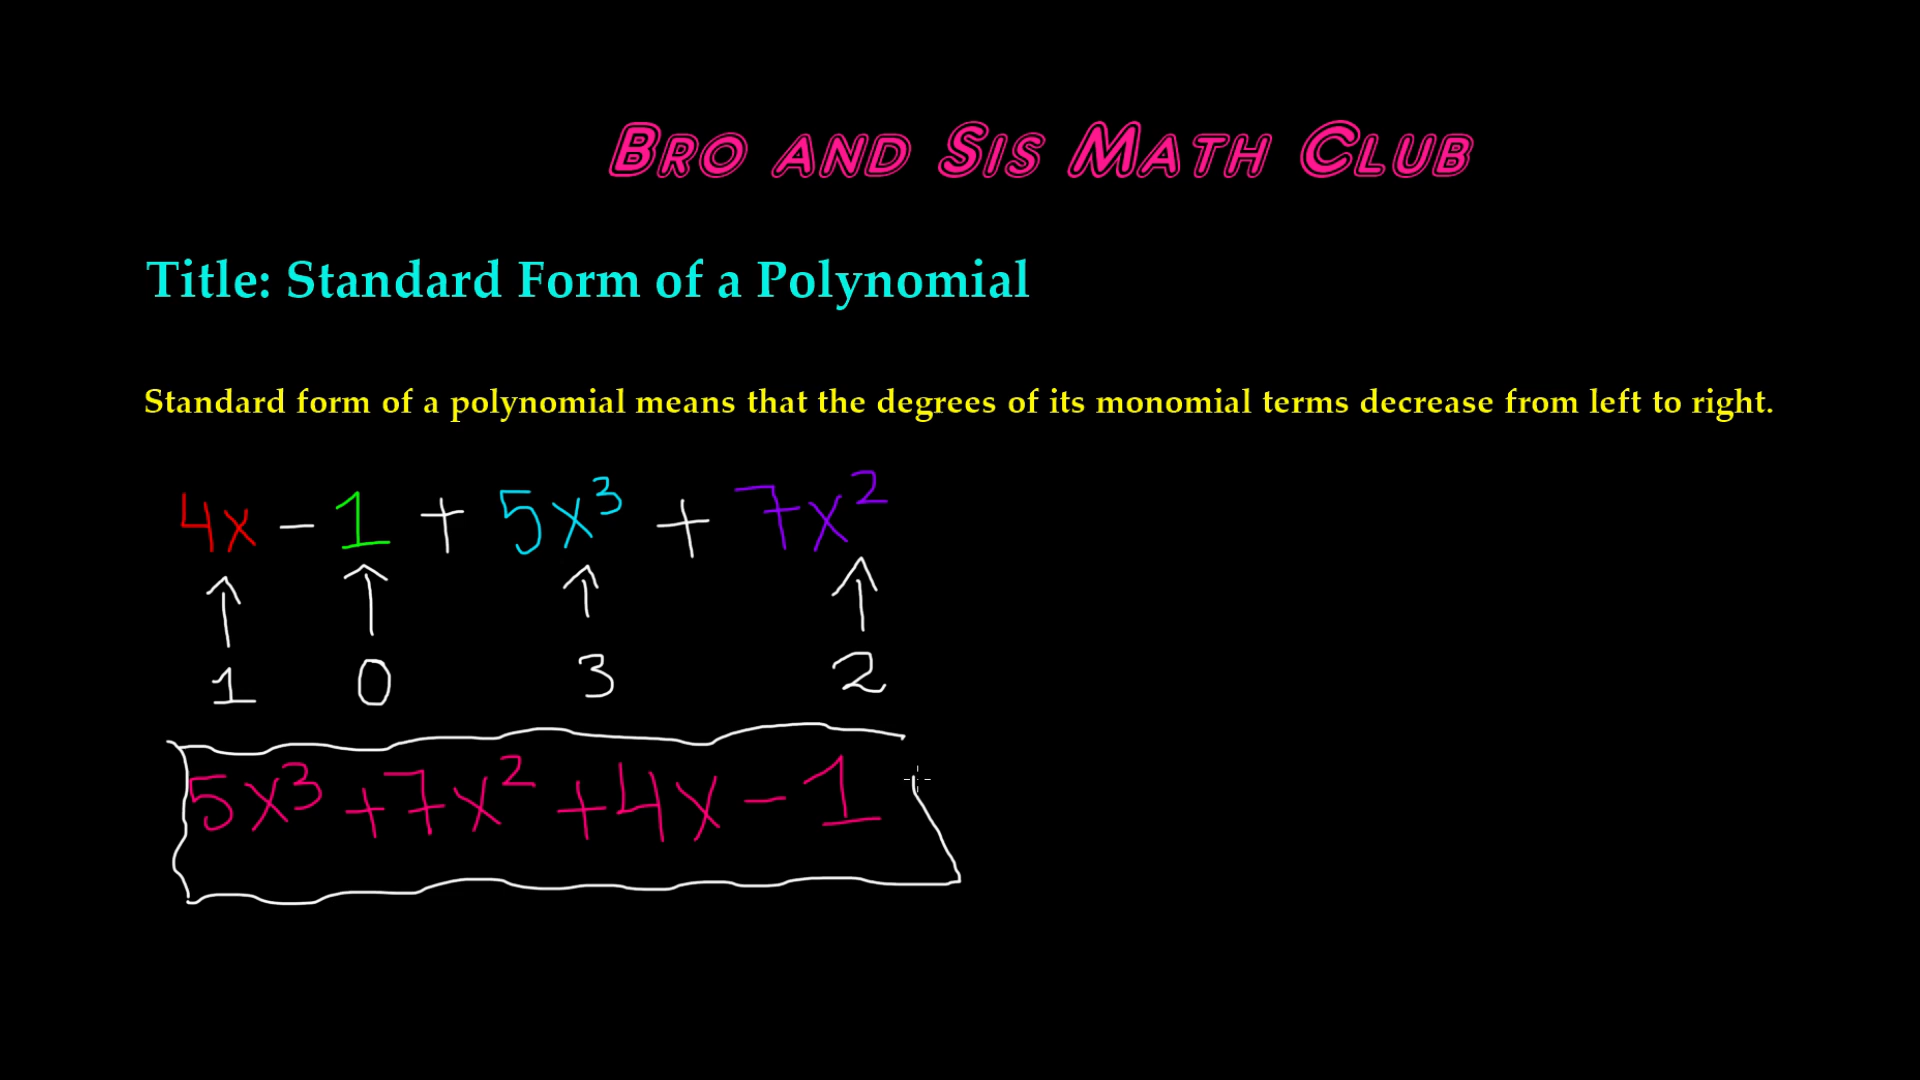 Bro and Sis Math Club
Title: Standard Form of a Polynomial
Standard form of a polynomial means that the degrees of its monomial terms decrease from left to right.
4x - 1 + 5x³ + 7x²
1 0 3 2
5x³ + 7x² + 4x - 1